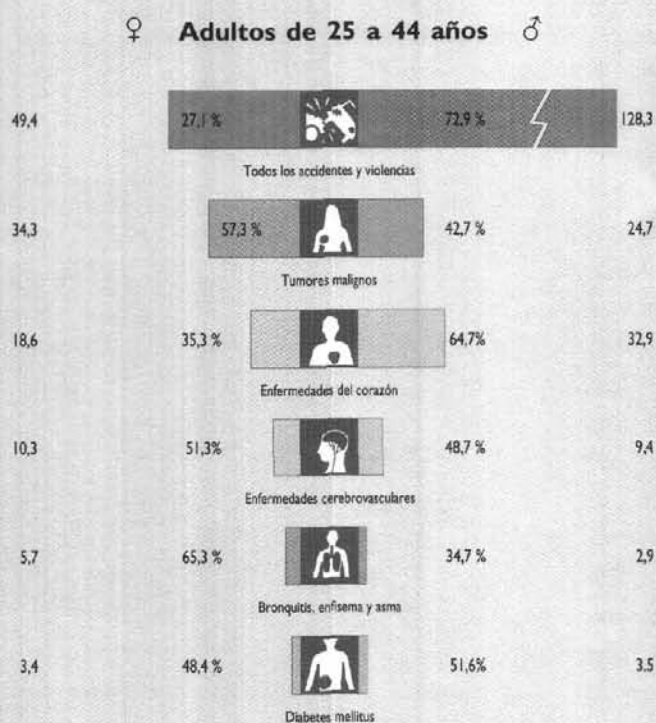 ♀ Adultos de 25 a 44 años ♂
49,4 27,1 % 72,9 % 128,3
Todos los accidentes y violencias
34,3 57,3 % 42,7 % 24,7
Tumores malignos
18,6 35,3 % 64,7% 32,9
Enfermedades del corazón
10,3 51,3% 48,7 % 9,4
Enfermedades cerebrovasculares
5,7 65,3 % 34,7 % 2,9
Bronquitis, enfisema y asma
3,4 48,4 % 51,6% 3.5
Diabetes mellitus